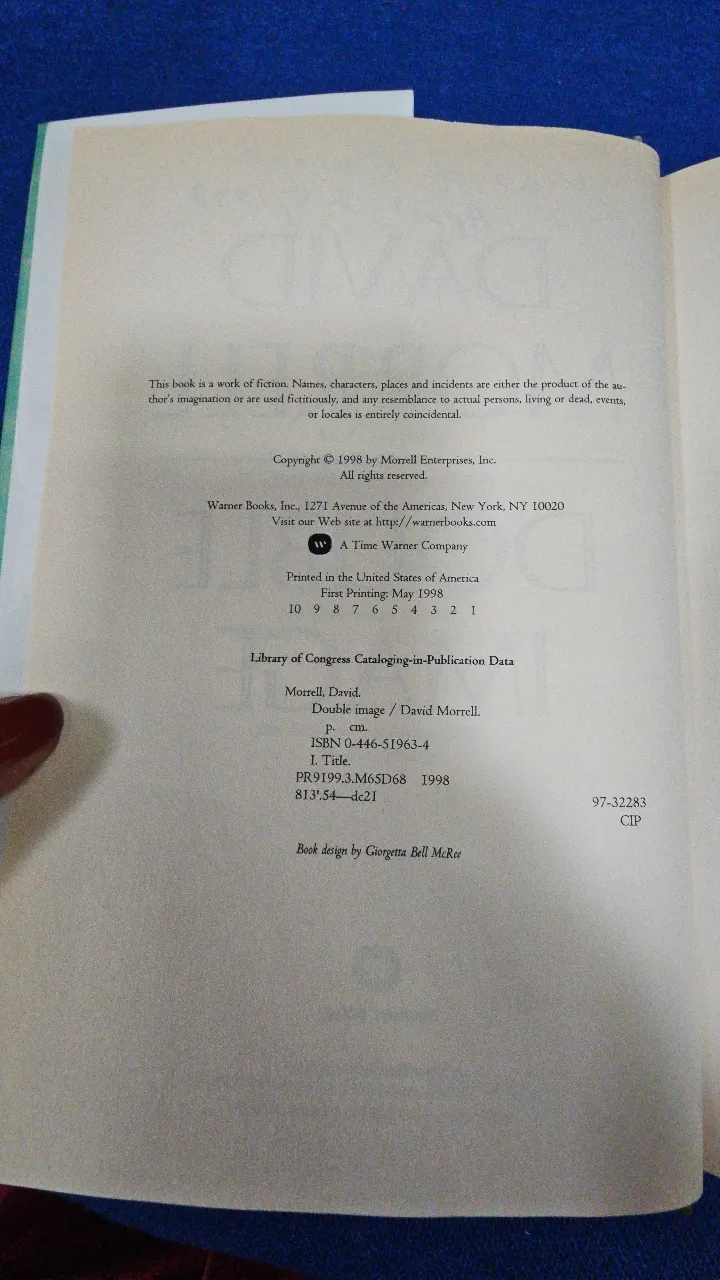 This book is a work of fiction. Names, characters, places and incidents are either the product of the au-
thor's imagination or are used fictitiously, and any resemblance to actual persons, living or dead, events,
or locales is entirely coincidental.
Copyright © 1998 by Morrell Enterprises, Inc.
All rights reserved.
Warner Books, Inc., 1271 Avenue of the Americas, New York, NY 10020
Visit our Web site at http://warnerbooks.com
W A Time Warner Company
Printed in the United States of America
First Printing: May 1998
10 9 8 7 6 5 4 3 2 1
Library of Congress Cataloging-in-Publication Data
Morrell, David.
Double image / David Morrell.
p. cm.
ISBN 0-446-51963-4
I. Title.
PR9199.3.M65D68 1998
813'.54—dc21
97-32283
CIP
Book design by Giorgetta Bell McRee